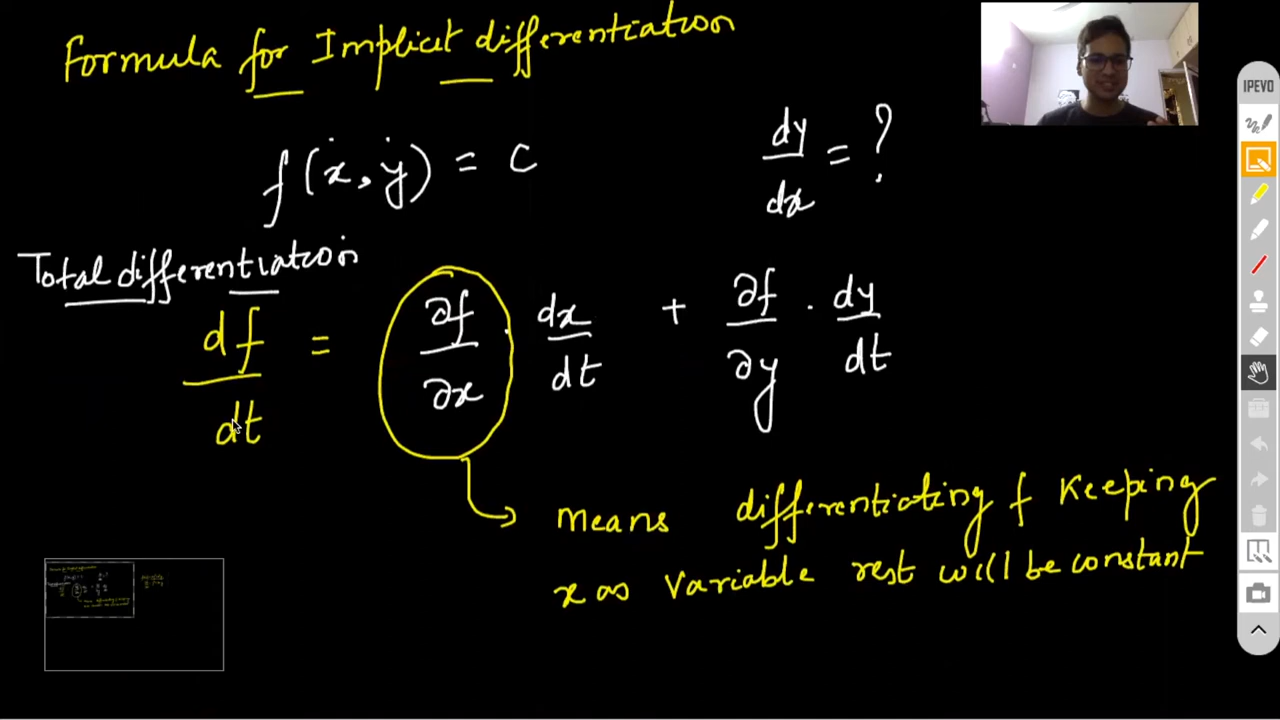 Formula for Implicit differentiation
f(x, y) = c
dy/dx = ?
Total differentiation
df/dt = ∂f/∂x · dx/dt + ∂f/∂y · dy/dt
means differentiating f keeping
x as variable rest will be constant
IPEVO